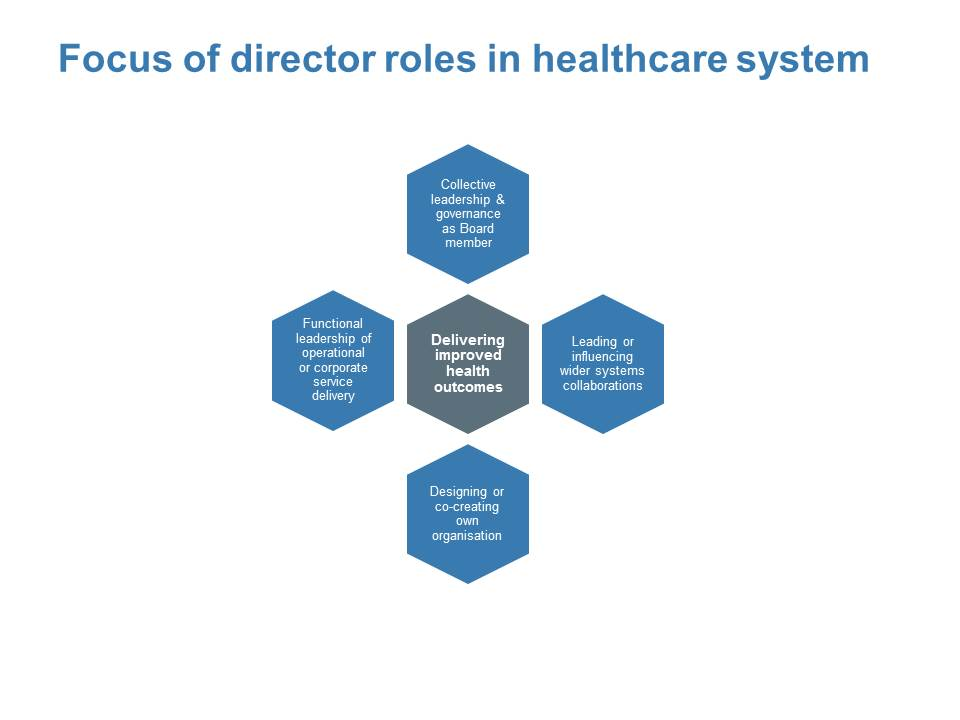 Focus of director roles in healthcare system
Collective
leadership &
governance
as Board
member
Functional
leadership of
operational
or corporate
service
delivery
Delivering
improved
health
outcomes
Leading or
influencing
wider systems
collaborations
Designing or
co-creating
own
organisation